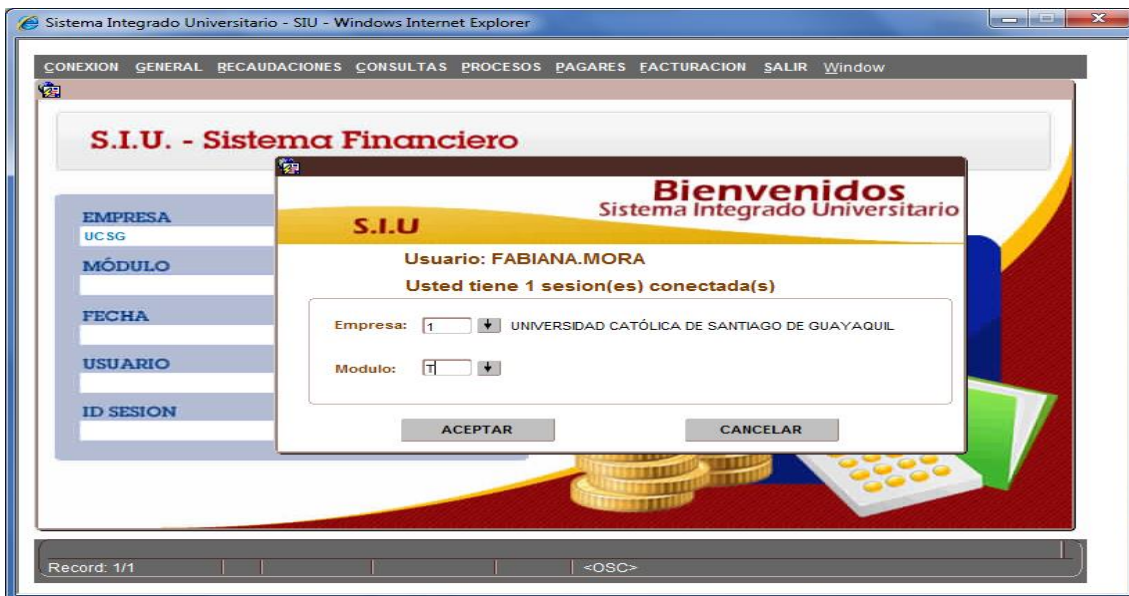 Sistema Integrado Universitario - SIU - Windows Internet Explorer
CONEXION GENERAL RECAUDACIONES CONSULTAS PROCESOS PAGARES FACTURACION SALIR Window
S.I.U. - Sistema Financiero
EMPRESA
UCSG
MÓDULO
FECHA
USUARIO
ID SESION
Bienvenidos
Sistema Integrado Universitario
S.I.U
Usuario: FABIANA.MORA
Usted tiene 1 sesion(es) conectada(s)
Empresa: 1 UNIVERSIDAD CATÓLICA DE SANTIAGO DE GUAYAQUIL
Modulo: T
ACEPTAR CANCELAR
Record: 1/1 <OSC>